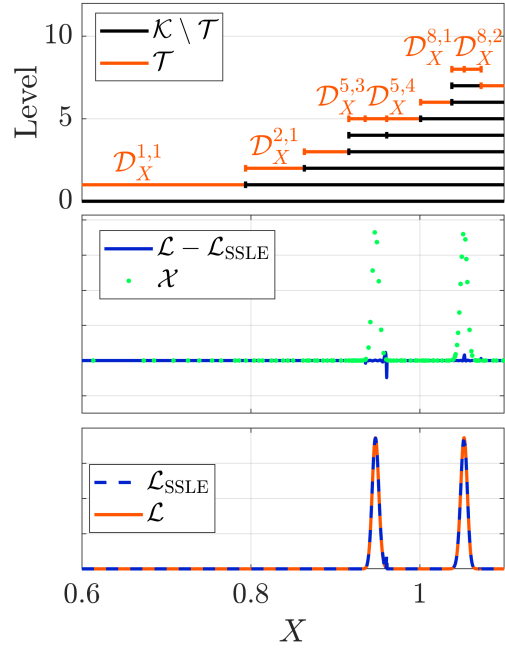 10
5
0
Level
𝒦 \ 𝒯
𝒯
𝒟_X^{1,1}
𝒟_X^{2,1}
𝒟_X^{5,3} 𝒟_X^{5,4}
𝒟_X^{8,1} 𝒟_X^{8,2}
ℒ − ℒ_SSLE
𝒳
ℒ_SSLE
ℒ
0.6 0.8 1
X